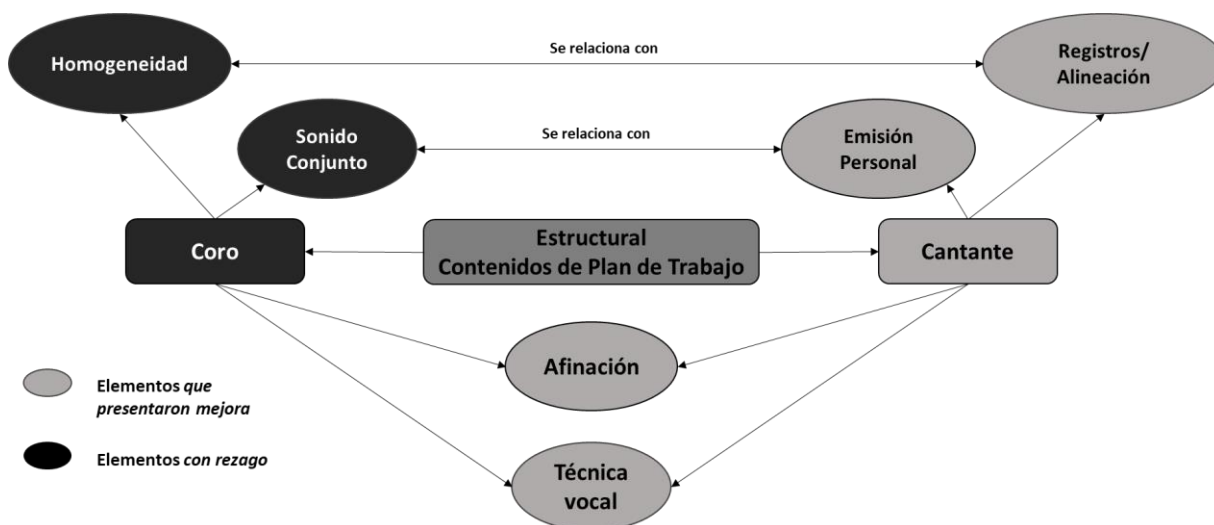 Se relaciona con
Homogeneidad
Registros/
Alineación
Se relaciona con
Sonido
Conjunto
Emisión
Personal
Coro
Estructural
Contenidos de Plan de Trabajo
Cantante
Afinación
Elementos que
presentaron mejora
Elementos con rezago
Técnica
vocal